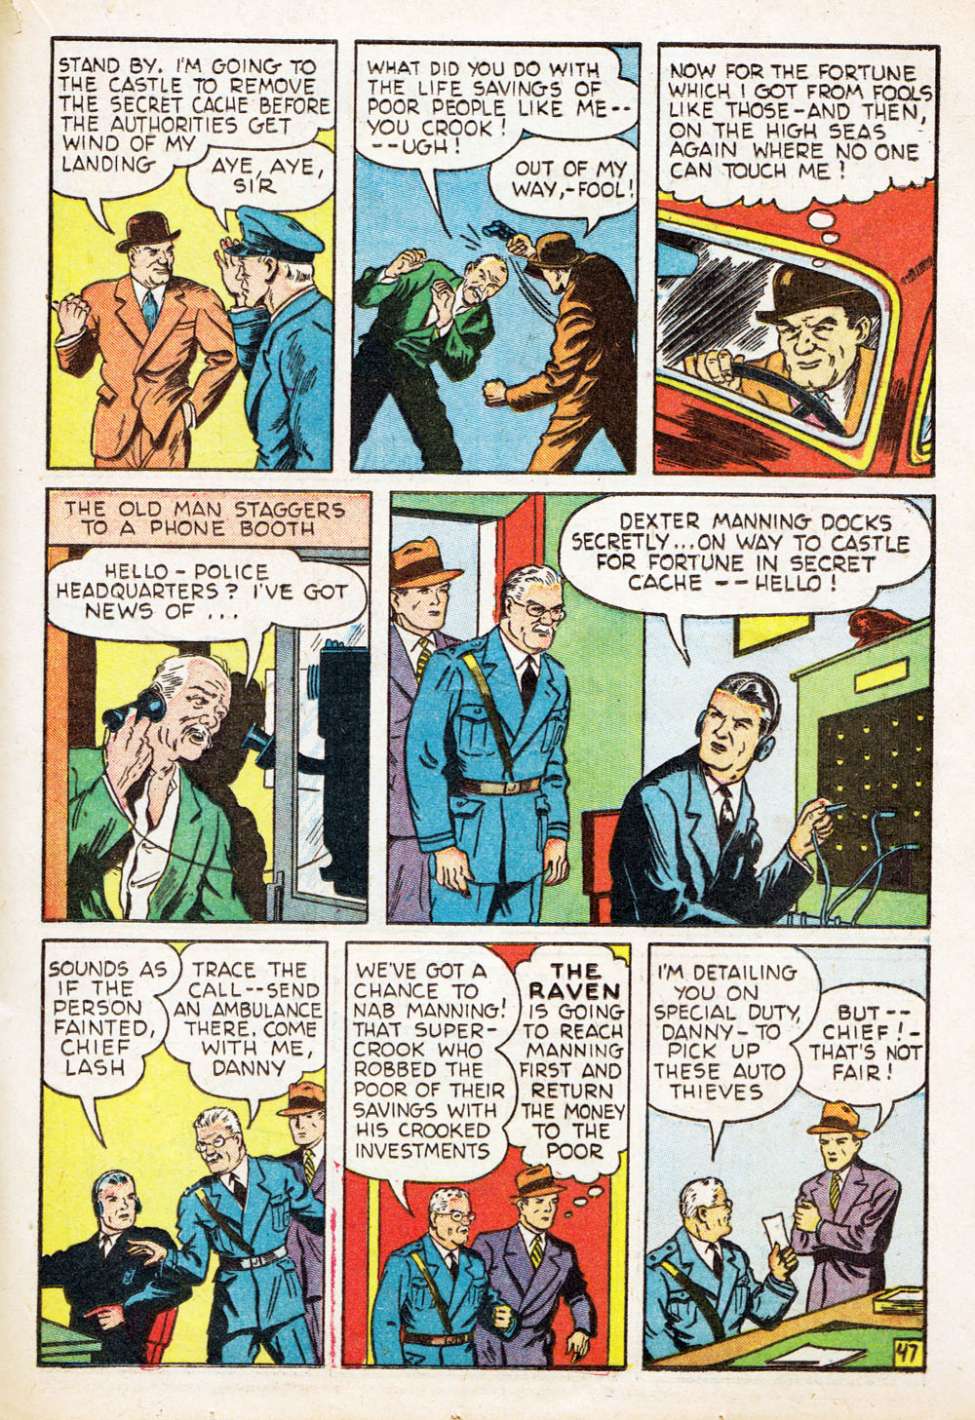 STAND BY. I'M GOING TO
THE CASTLE TO REMOVE
THE SECRET CACHE BEFORE
THE AUTHORITIES GET
WIND OF MY
LANDING
AYE, AYE,
SIR
WHAT DID YOU DO WITH
THE LIFE SAVINGS OF
POOR PEOPLE LIKE ME--
YOU CROOK!
--UGH!
OUT OF MY
WAY,-FOOL!
NOW FOR THE FORTUNE
WHICH I GOT FROM FOOLS
LIKE THOSE-AND THEN,
ON THE HIGH SEAS
AGAIN WHERE NO ONE
CAN TOUCH ME!
THE OLD MAN STAGGERS
TO A PHONE BOOTH
HELLO-POLICE
HEADQUARTERS? I'VE GOT
NEWS OF ...
DEXTER MANNING DOCKS
SECRETLY...ON WAY TO CASTLE
FOR FORTUNE IN SECRET
CACHE -- HELLO!
SOUNDS AS
IF THE
PERSON
FAINTED,
CHIEF
LASH
TRACE THE
CALL--SEND
AN AMBULANCE
THERE. COME
WITH ME,
DANNY
WE'VE GOT A
CHANCE TO
NAB MANNING!
THAT SUPER-
CROOK WHO
ROBBED THE
POOR OF THEIR
SAVINGS WITH
HIS CROOKED
INVESTMENTS
THE
RAVEN
IS GOING
TO REACH
MANNING
FIRST AND
RETURN
THE MONEY
TO THE
POOR
I'M DETAILING
YOU ON
SPECIAL DUTY,
DANNY-TO
PICK UP
THESE AUTO
THIEVES
BUT--
CHIEF!-
THAT'S NOT
FAIR!
47